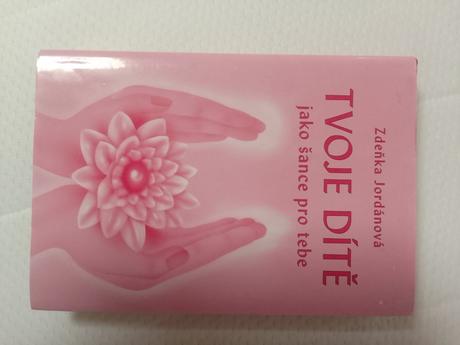 Zdeňka Jordánová
TVOJE DÍTĚ
jako šance pro tebe